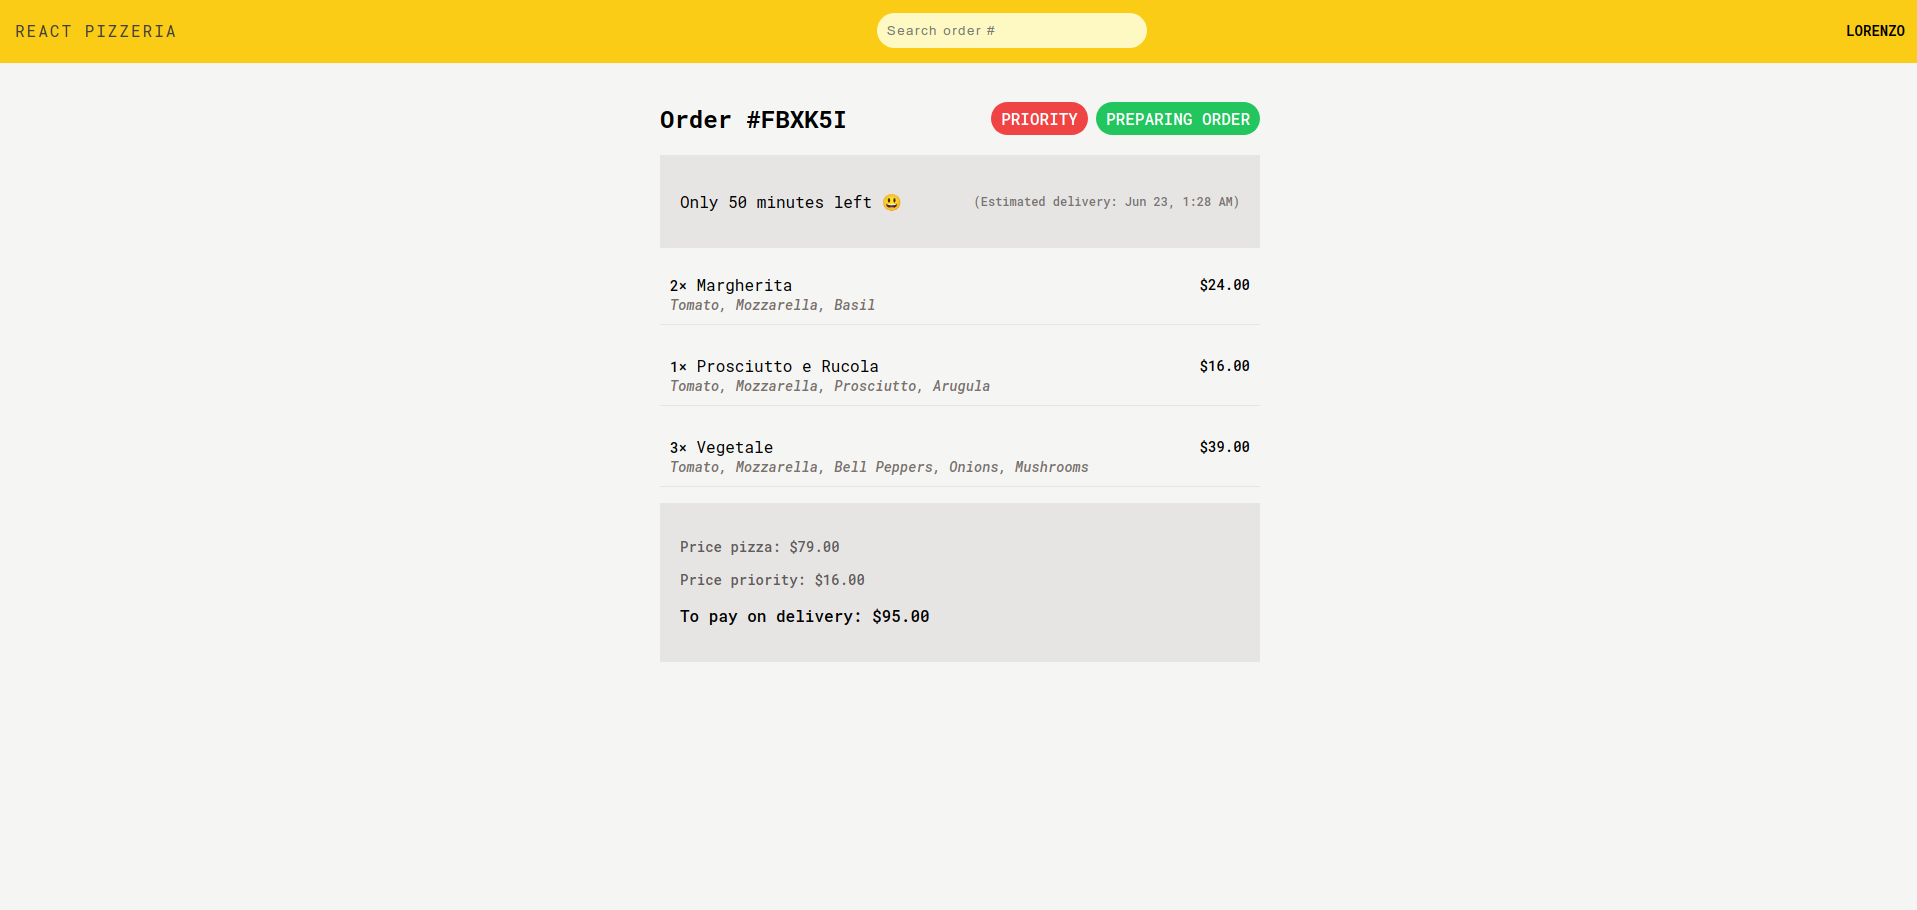 REACT PIZZERIA
Search order #
LORENZO
Order #FBXK5I
PRIORITY
PREPARING ORDER
Only 50 minutes left 😃
(Estimated delivery: Jun 23, 1:28 AM)
2× Margherita
$24.00
Tomato, Mozzarella, Basil
1× Prosciutto e Rucola
$16.00
Tomato, Mozzarella, Prosciutto, Arugula
3× Vegetale
$39.00
Tomato, Mozzarella, Bell Peppers, Onions, Mushrooms
Price pizza: $79.00
Price priority: $16.00
To pay on delivery: $95.00